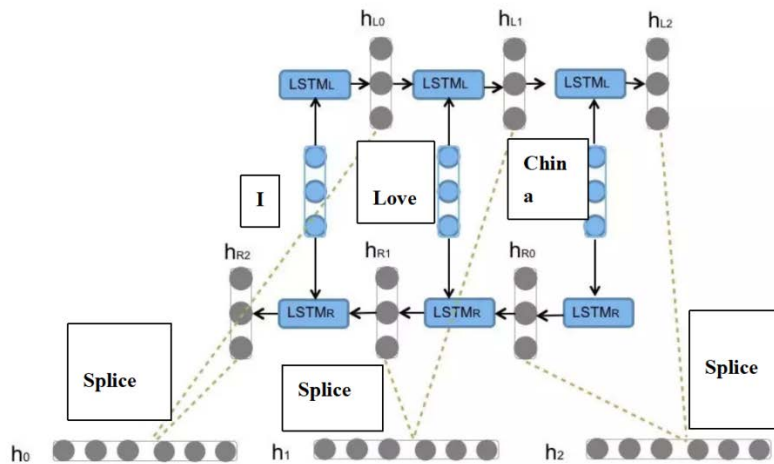 hL0 hL1 hL2
LSTML LSTML LSTML
I
Love
Chin
a
hR2 hR1 hR0
LSTMR LSTMR LSTMR
Splice
Splice
Splice
h0 h1 h2